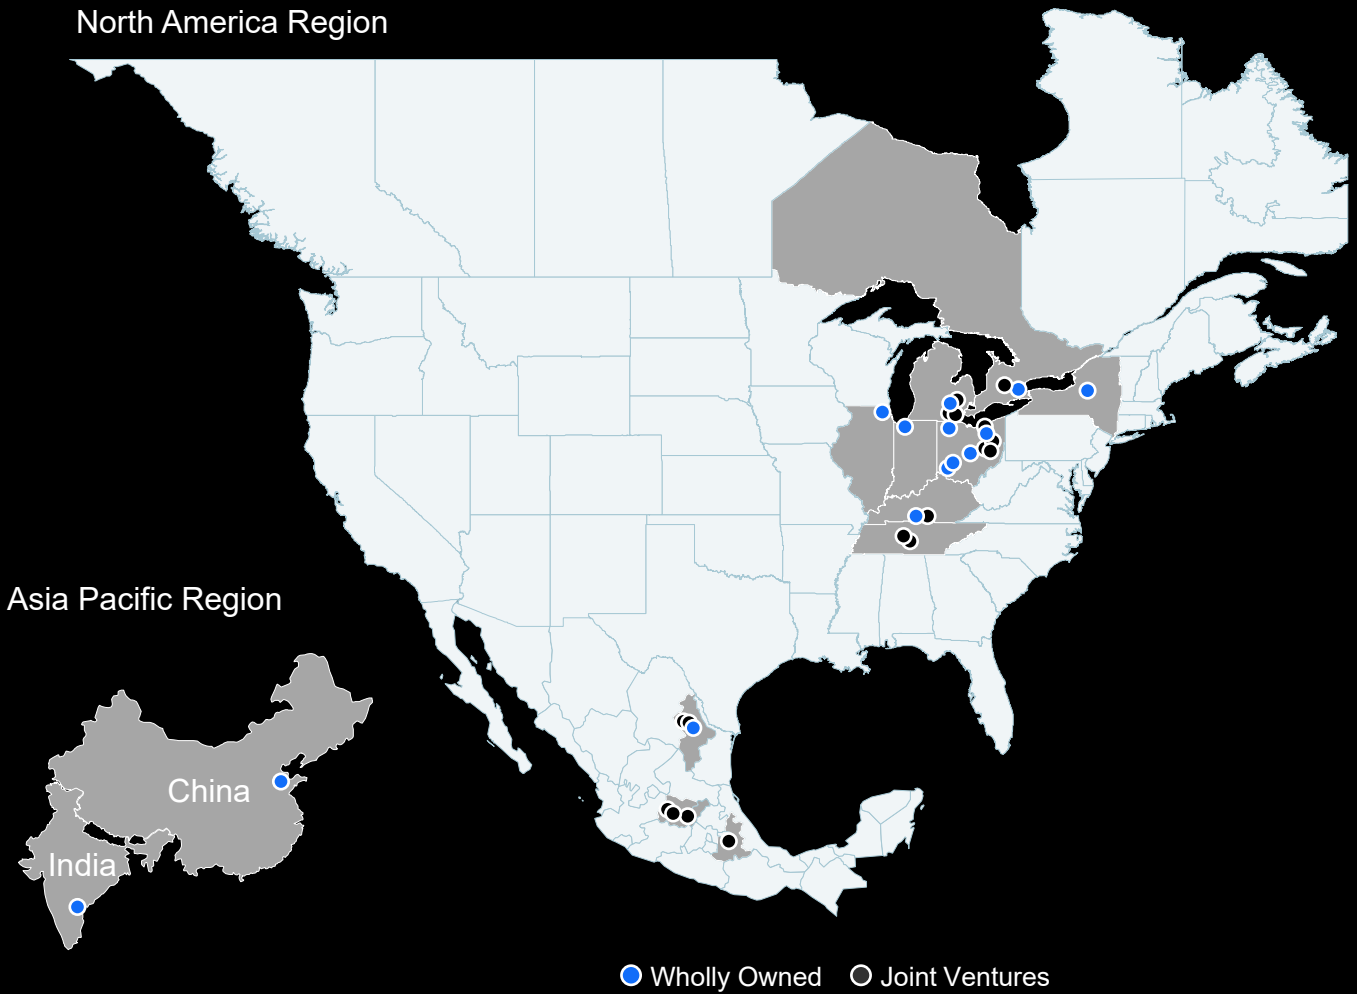 North America Region
Asia Pacific Region
China
India
Wholly Owned
Joint Ventures